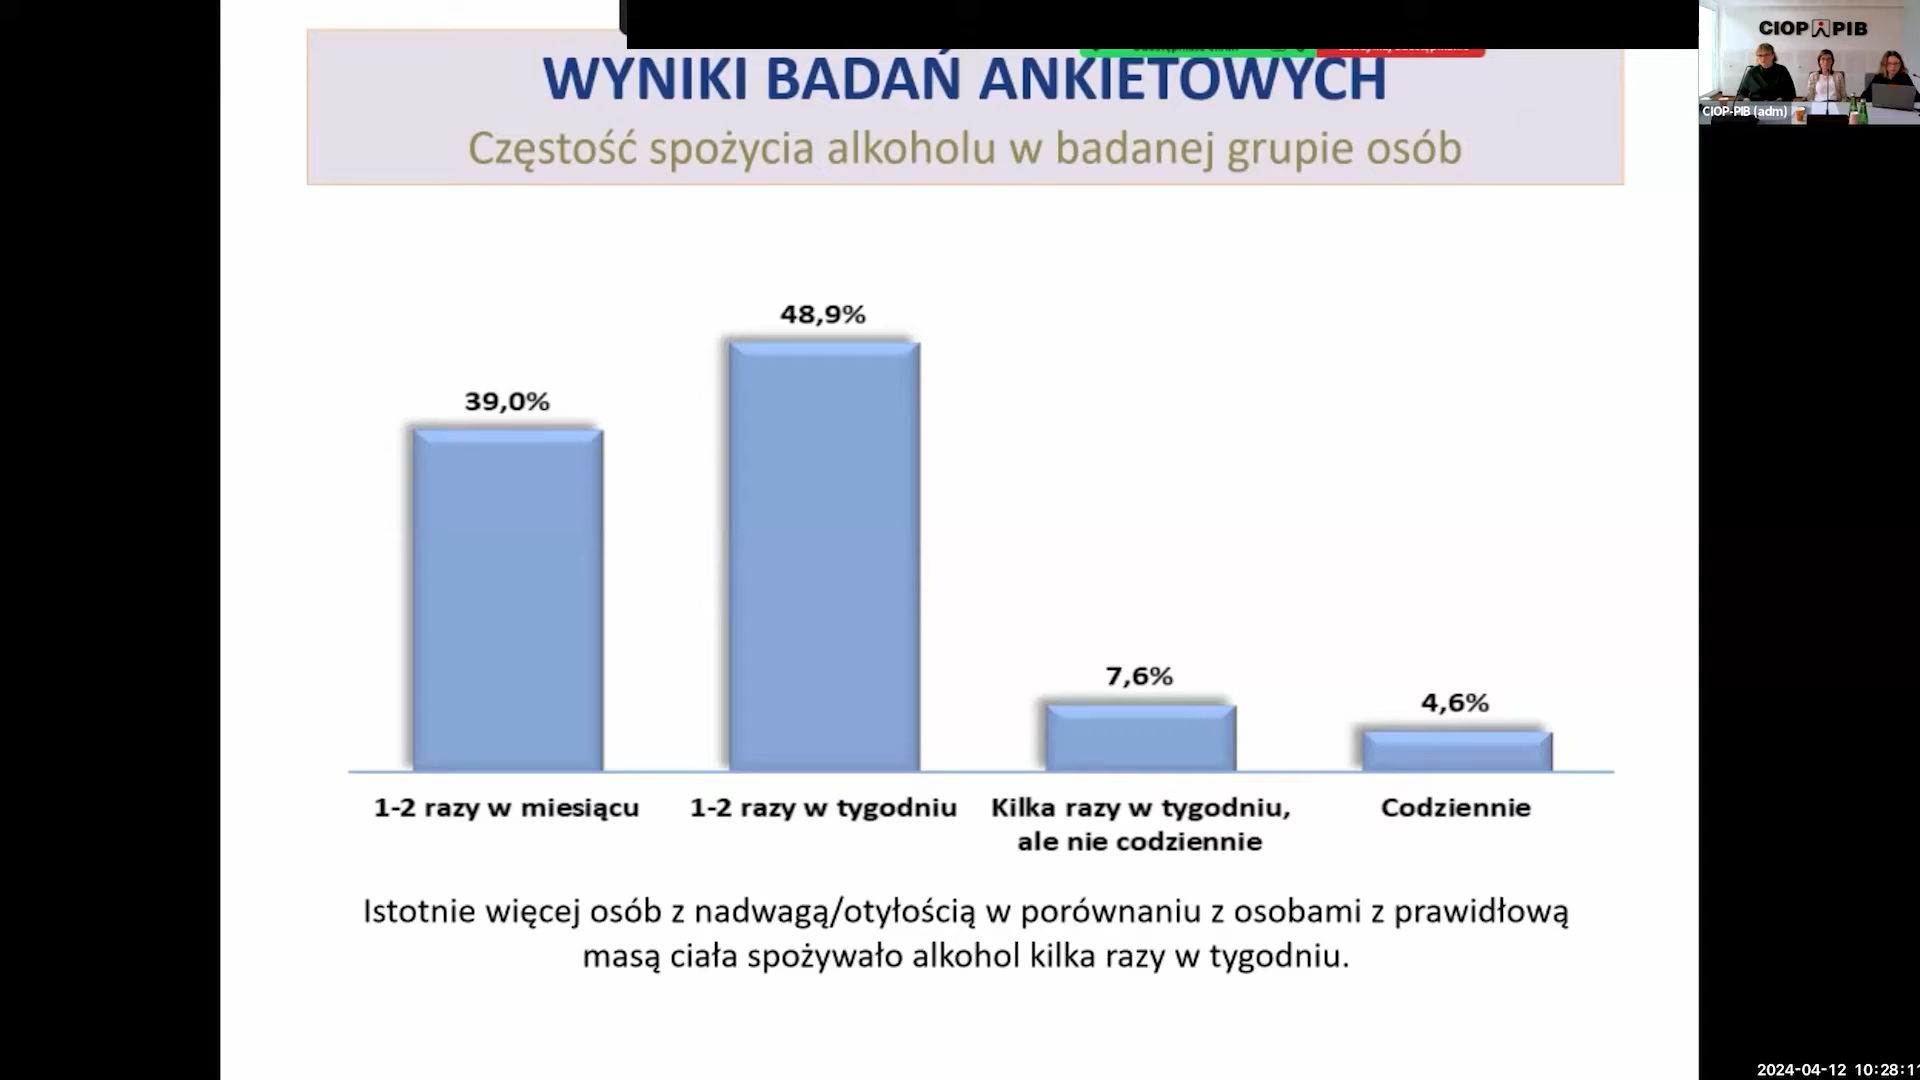 WYNIKI BADAŃ ANKIETOWYCH
Częstość spożycia alkoholu w badanej grupie osób
CIOP PIB
CIOP-PIB (adm)
48,9%
39,0%
7,6%
4,6%
1-2 razy w miesiącu
1-2 razy w tygodniu
Kilka razy w tygodniu,
ale nie codziennie
Codziennie
Istotnie więcej osób z nadwagą/otyłością w porównaniu z osobami z prawidłową
masą ciała spożywało alkohol kilka razy w tygodniu.
2024-04-12 10:28:11